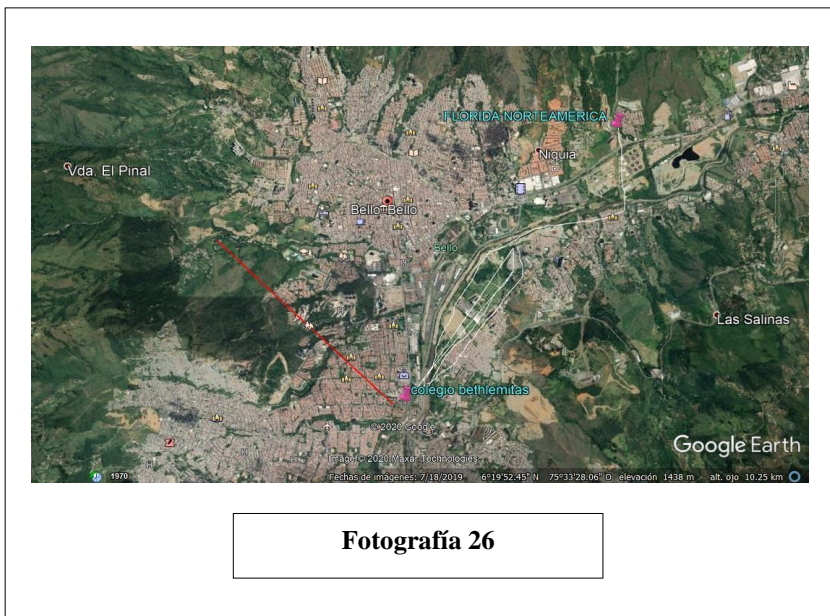 FLORIDA NORTEAMERICA
Niquia
Vda. El Pinal
Bello Bello
Bello
Las Salinas
colegio bethlemitas
© 2020 Google
Image © 2020 Maxar Technologies
Google Earth
1970
Fechas de imágenes: 7/18/2019 6°19'52.45" N 75°33'28.06" O elevación 1438 m alt. ojo 10.25 km
Fotografía 26